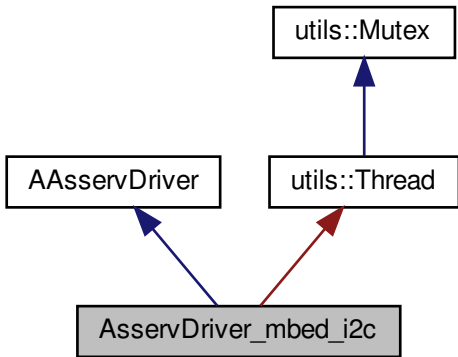 utils::Mutex
AAsservDriver
utils::Thread
AsservDriver_mbed_i2c